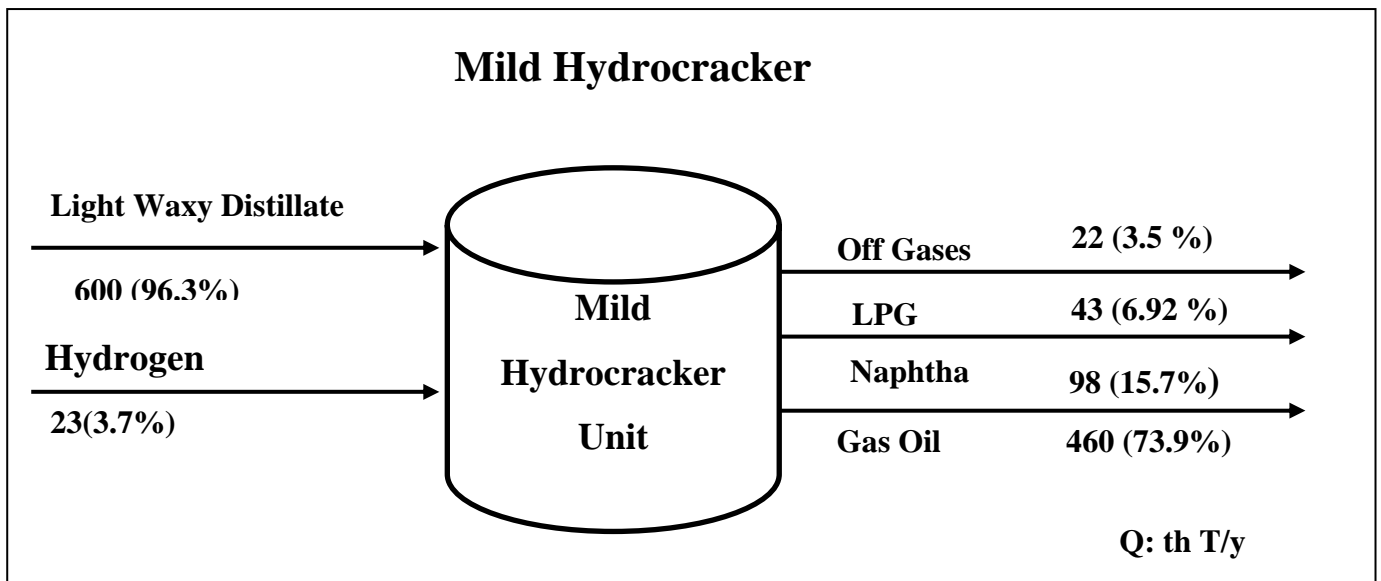 Mild Hydrocracker
Light Waxy Distillate
600 (96.3%)
Hydrogen
23(3.7%)
Mild
Hydrocracker
Unit
Off Gases 22 (3.5 %)
LPG 43 (6.92 %)
Naphtha 98 (15.7%)
Gas Oil 460 (73.9%)
Q: th T/y